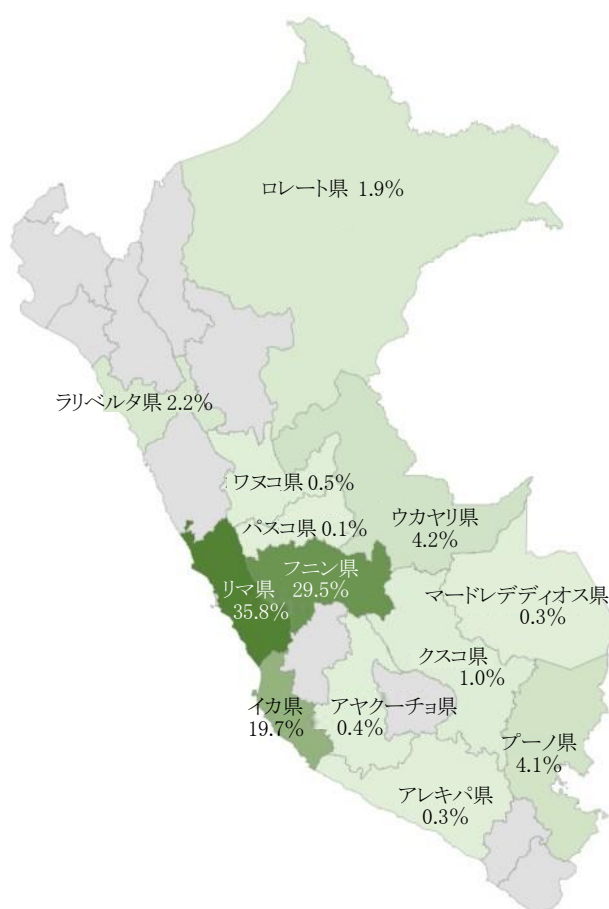 ロレート県 1.9%
ラリベルタ県 2.2%
ワヌコ県 0.5%
パスコ県 0.1%
ウカヤリ県
4.2%
フニン県
29.5%
リマ県
35.8%
マードレデディオス県
0.3%
クスコ県
1.0%
イカ県
19.7%
アヤクーチョ県
0.4%
プーノ県
4.1%
アレキパ県
0.3%